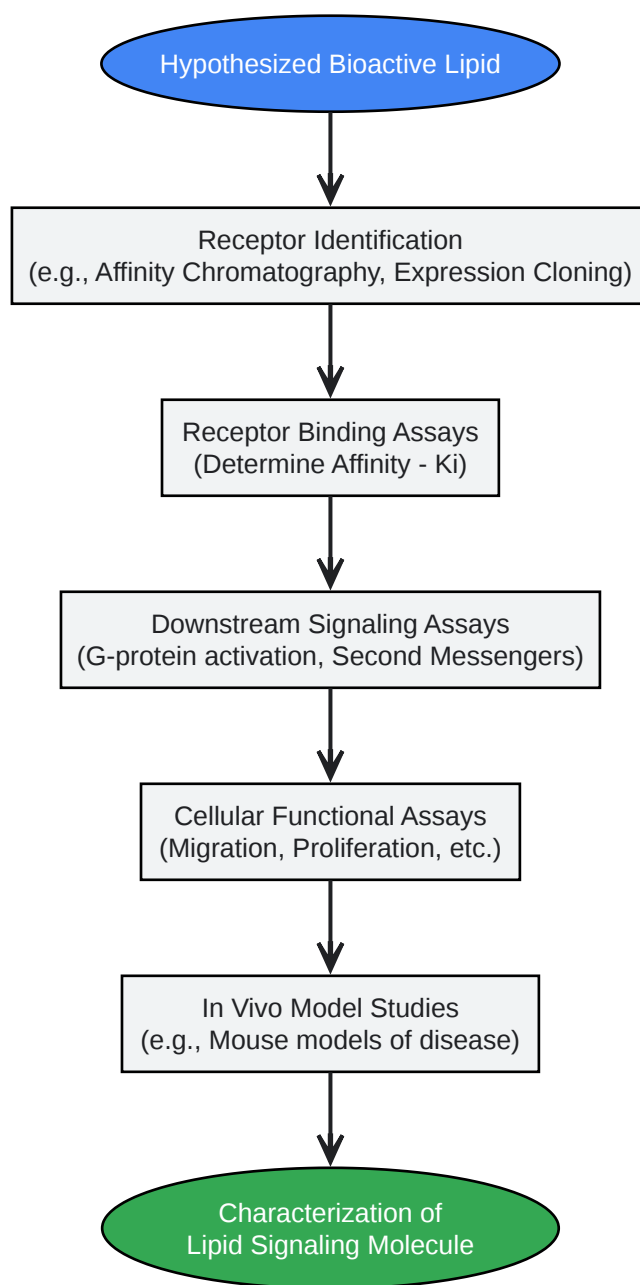 Hypothesized Bioactive Lipid
Receptor Identification
(e.g., Affinity Chromatography, Expression Cloning)
Receptor Binding Assays
(Determine Affinity - Ki)
Downstream Signaling Assays
(G-protein activation, Second Messengers)
Cellular Functional Assays
(Migration, Proliferation, etc.)
In Vivo Model Studies
(e.g., Mouse models of disease)
Characterization of
Lipid Signaling Molecule